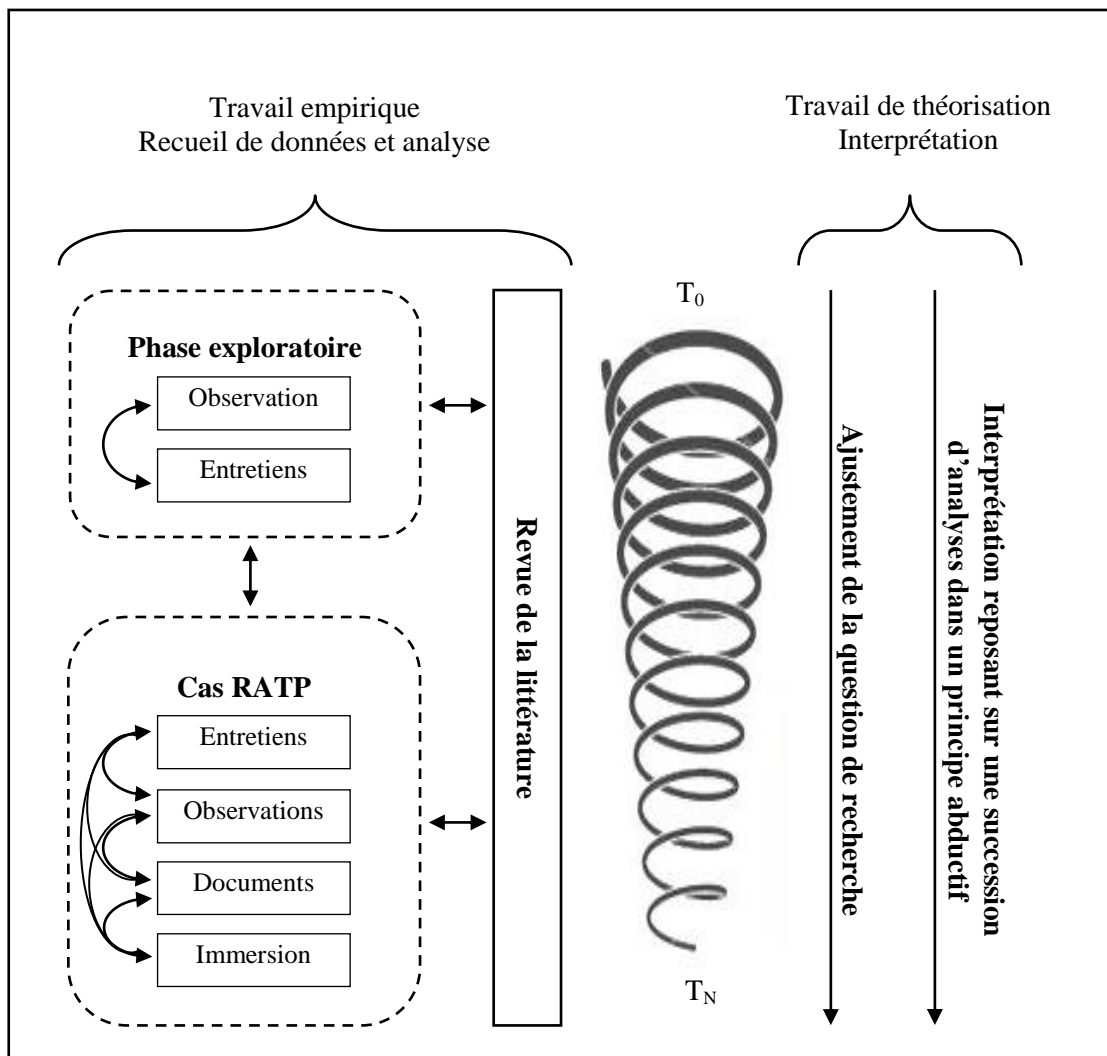 Travail empirique
Recueil de données et analyse
Travail de théorisation
Interprétation
Phase exploratoire
Observation
Entretiens
Cas RATP
Entretiens
Observations
Documents
Immersion
Revue de la littérature
T0
TN
Ajustement de la question de recherche
Interprétation reposant sur une succession
d'analyses dans un principe abductif